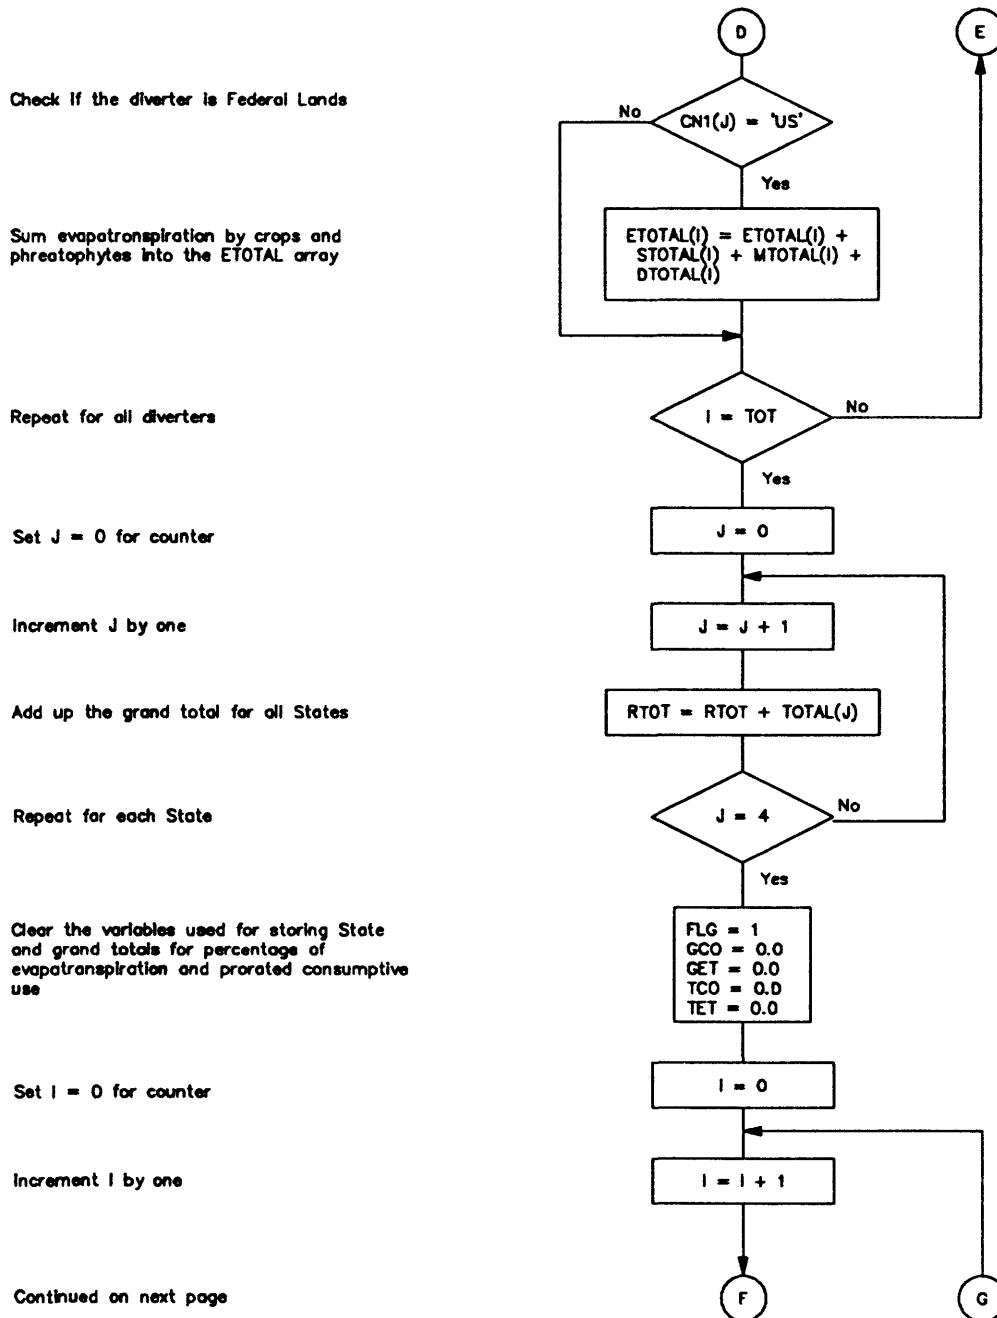 D
E
Check if the diverter is Federal Lands
No
CN1(J) = 'US'
Yes
Sum evapatronspiration by crops and
phreatophytes into the ETOTAL array
ETOTAL(I) = ETOTAL(I) +
STOTAL(I) + MTOTAL(I) +
DTOTAL(I)
Repeat for all diverters
I = TOT
No
Yes
Set J = 0 for counter
J = 0
Increment J by one
J = J + 1
Add up the grand total for all States
RTOT = RTOT + TOTAL(J)
Repeat for each State
J = 4
No
Yes
Clear the variables used for storing State
and grand totals for percentage of
evapatranspiration and prorated consumptive
use
FLG = 1
GCO = 0.0
GET = 0.0
TCO = 0.D
TET = 0.0
Set I = 0 for counter
I = 0
Increment I by one
I = I + 1
Continued on next page
F
G